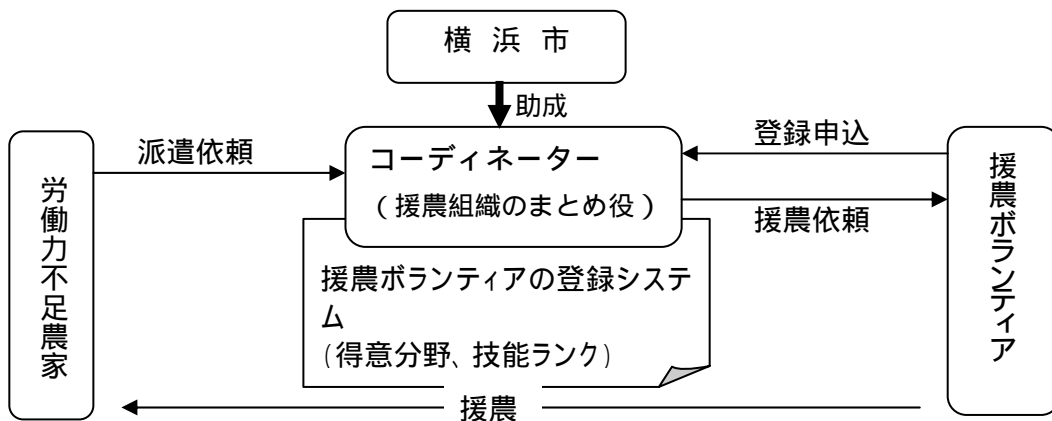 横 浜 市
助成
派遣依頼
コーディネーター
(援農組織のまとめ役)
登録申込
援農依頼
労働力不足農家
援農ボランティアの登録システ
ム
(得意分野、技能ランク)
援農ボランティア
援農